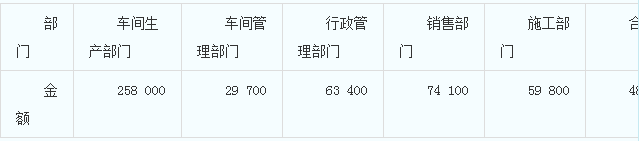 部 车间生 车间管 行政管 销售部 施工部 合
门 产部门 理部门 理部门 门 门
金 258 000 29 700 63 400 74 100 59 800 48
额